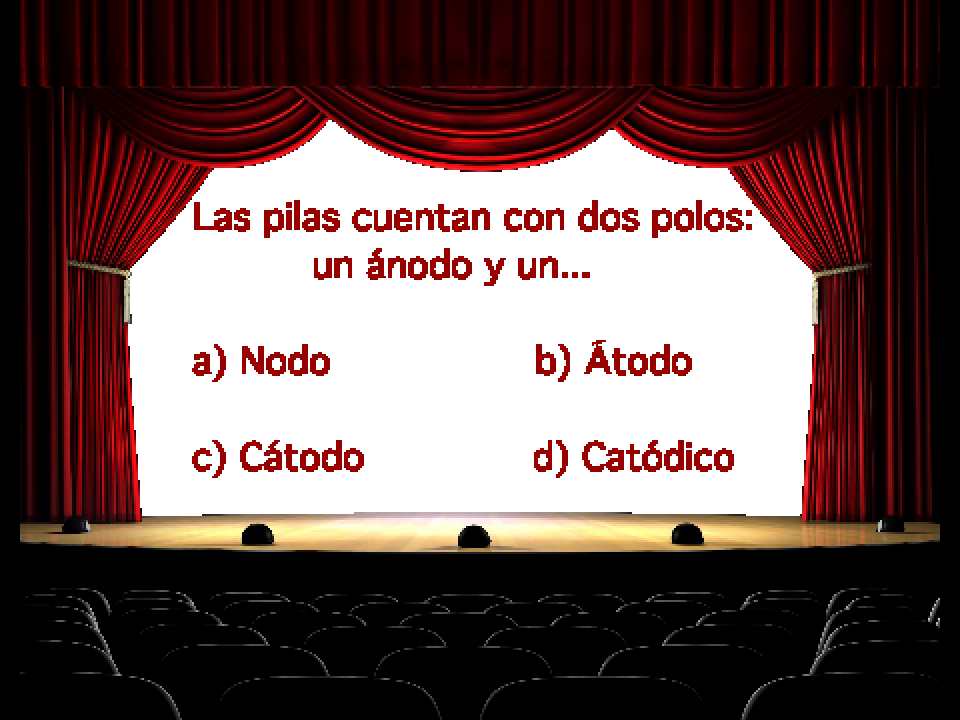 Las pilas cuentan con dos polos:
un ánodo y un...
a) Nodo b) Átodo
c) Cátodo d) Catódico